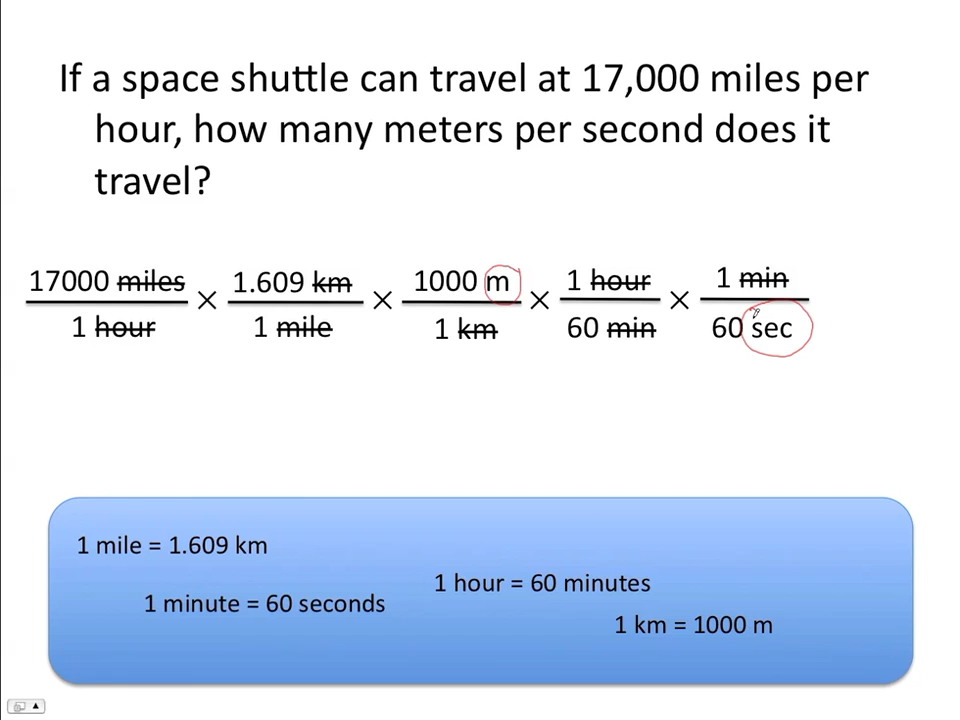 If a space shuttle can travel at 17,000 miles per
hour, how many meters per second does it
travel?
17000 miles × 1.609 km × 1000 m × 1 hour × 1 min
1 hour 1 mile 1 km 60 min 60 sec
1 mile = 1.609 km
1 hour = 60 minutes
1 minute = 60 seconds
1 km = 1000 m